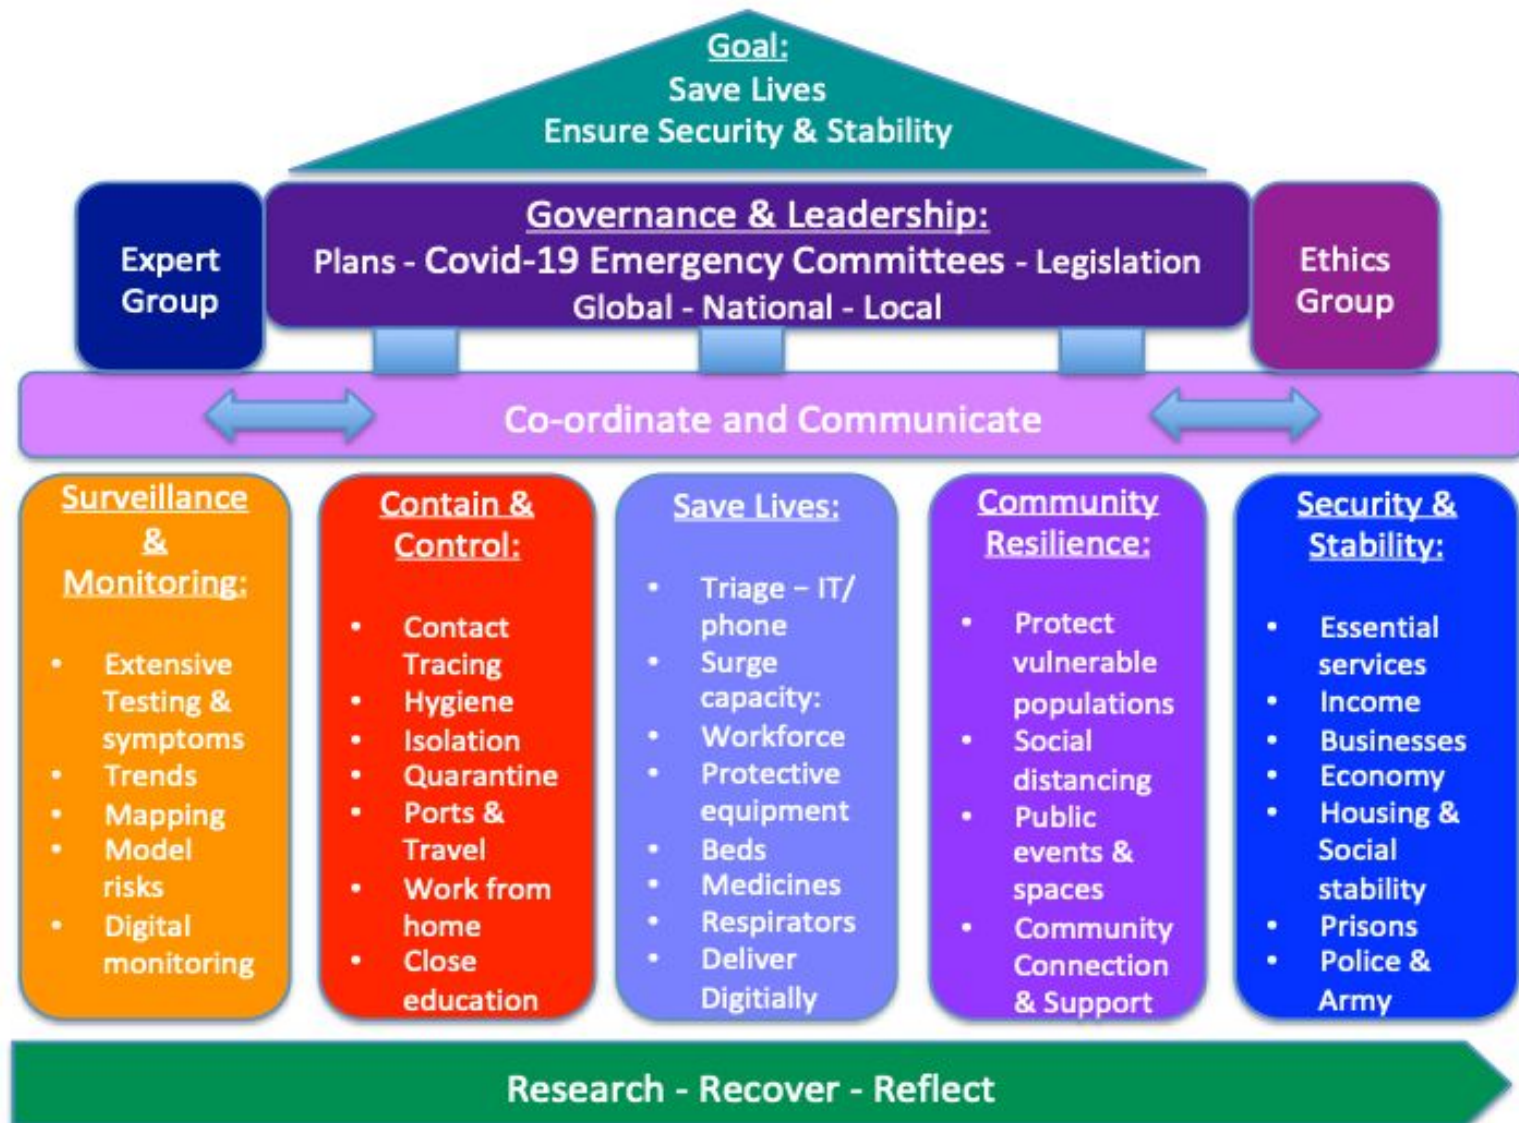 Goal:
Save Lives
Ensure Security & Stability
Expert
Group
Governance & Leadership:
Plans - Covid-19 Emergency Committees - Legislation
Global - National - Local
Ethics
Group
Co-ordinate and Communicate
Surveillance
&
Monitoring:
• Extensive
Testing &
symptoms
• Trends
• Mapping
• Model
risks
• Digital
monitoring
Contain &
Control:
• Contact
Tracing
• Hygiene
• Isolation
• Quarantine
• Ports &
Travel
• Work from
home
• Close
education
Save Lives:
• Triage – IT/
phone
• Surge
capacity:
• Workforce
• Protective
equipment
• Beds
• Medicines
• Respirators
• Deliver
Digitially
Community
Resilience:
• Protect
vulnerable
populations
• Social
distancing
• Public
events &
spaces
• Community
Connection
& Support
Security &
Stability:
• Essential
services
• Income
• Businesses
• Economy
• Housing &
Social
stability
• Prisons
• Police &
Army
Research - Recover - Reflect